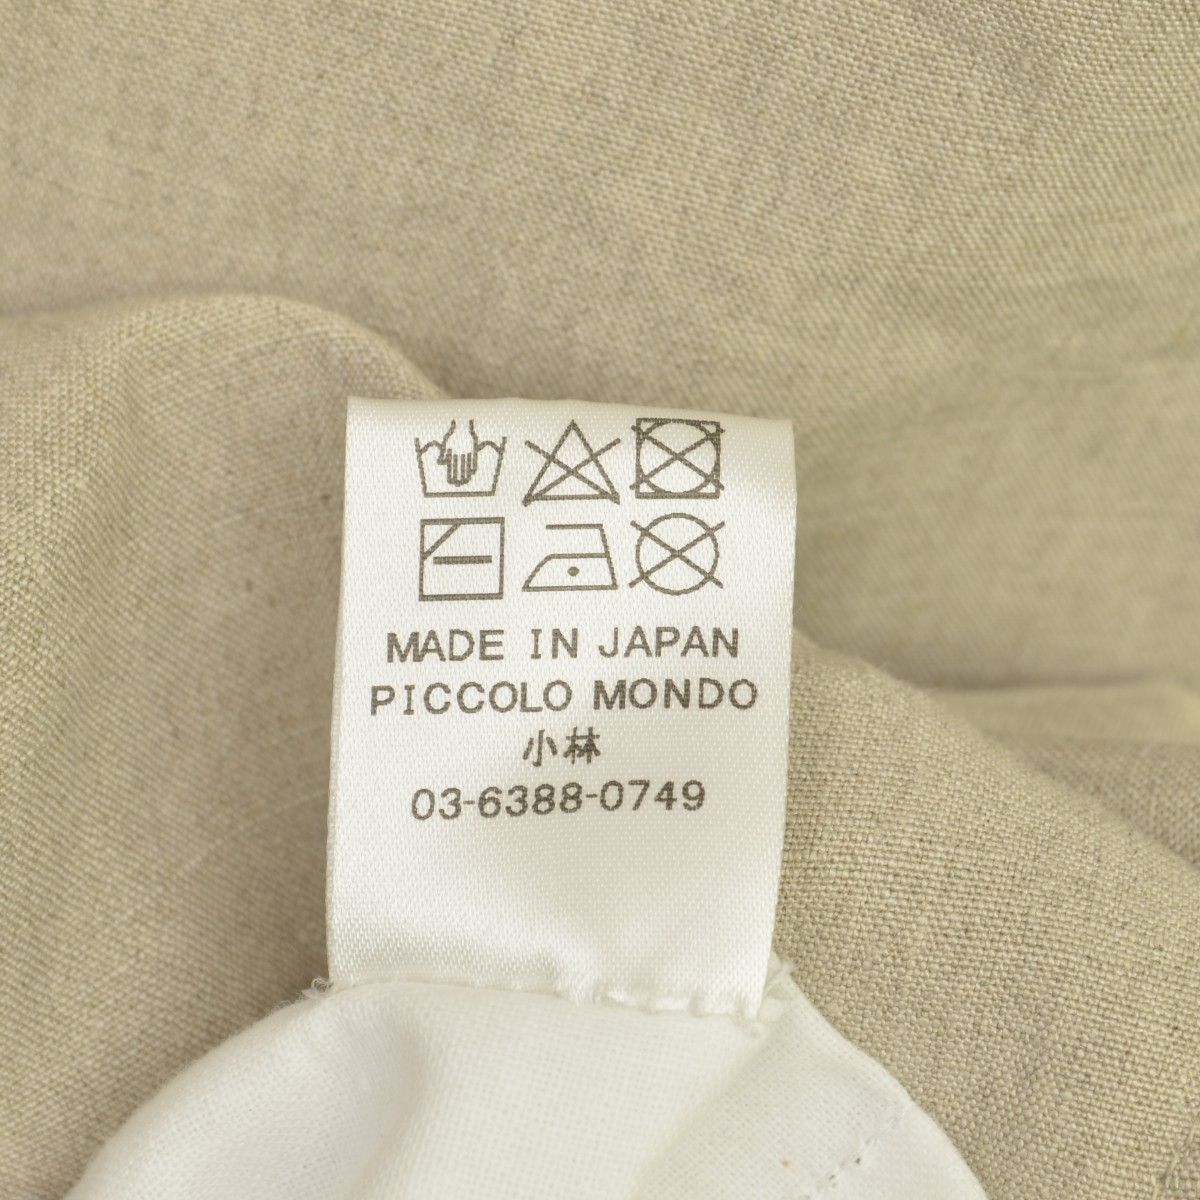 MADE IN JAPAN
PICCOLO MONDO
小林
03-6388-0749